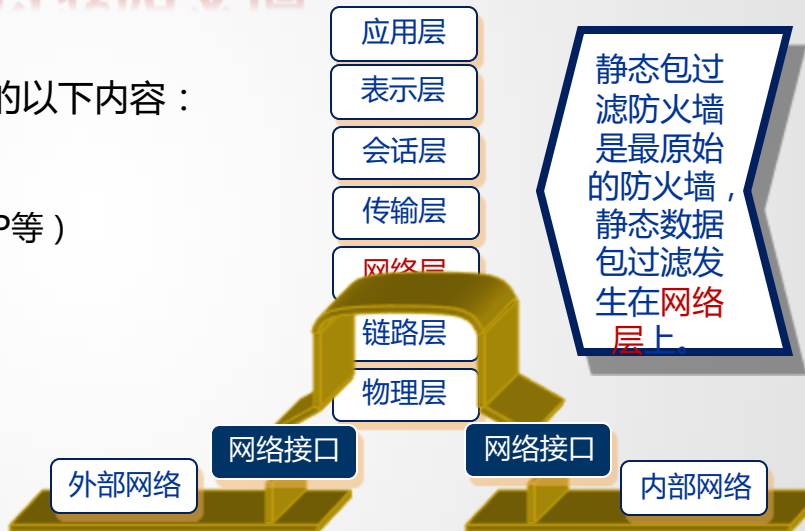 应用层
表示层
的以下内容：
会话层
传输层
P等）
网络层
链路层
物理层
静态包过
滤防火墙
是最原始
的防火墙，
静态数据
包过滤发
生在网络
层上。
网络接口
网络接口
外部网络
内部网络